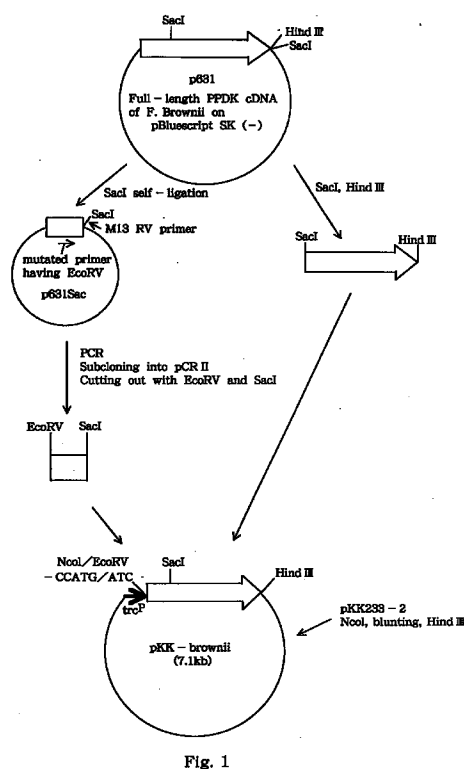 SacI
Hind III
SacI
p631
Full-length PPDK cDNA
of F. Brownii on
pBluescript SK (-)
SacI self-ligation
SacI, Hind III
SacI
M13 RV primer
mutated primer
having EcoRV
p631Sac
SacI
Hind III
PCR
Subcloning into pCR II
Cutting out with EcoRV and SacI
EcoRV SacI
NcoI/EcoRV
-CCATG/ATC-
SacI
Hind III
trcP
pKK-brownii
(7.1kb)
pKK233-2
NcoI, blunting, Hind III
Fig. 1